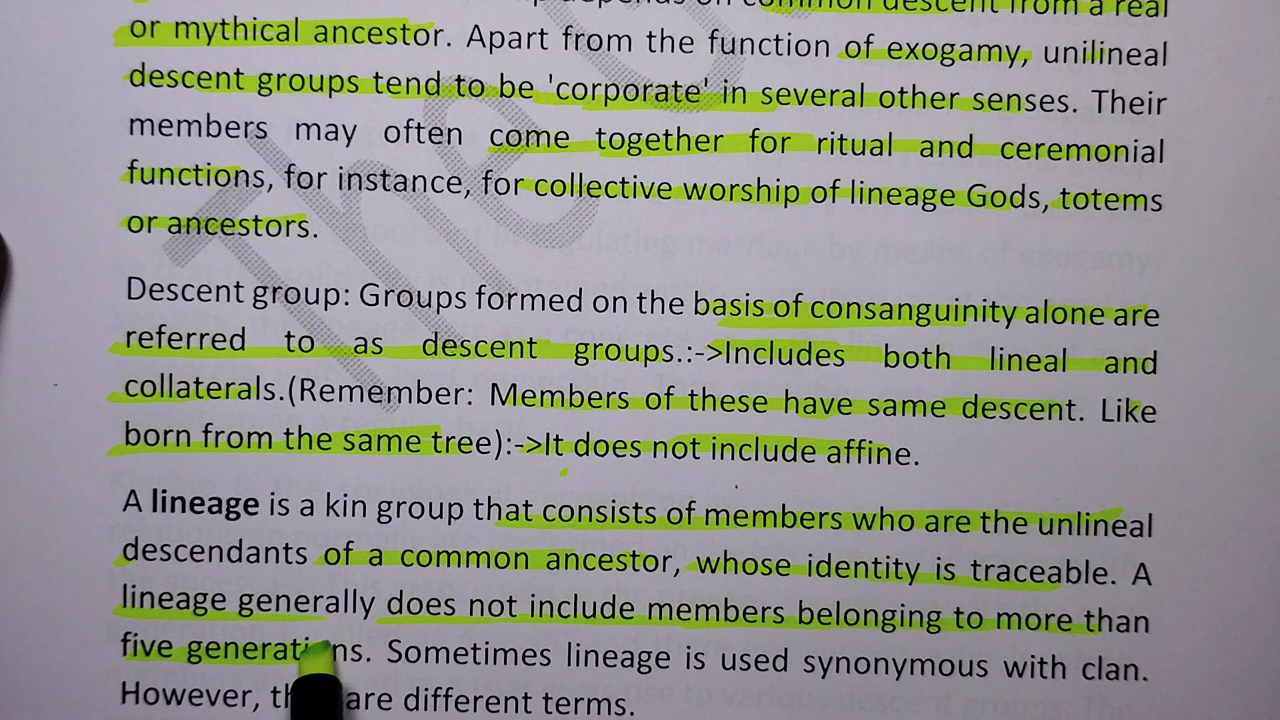 common descent from a real
or mythical ancestor. Apart from the function of exogamy, unilineal
descent groups tend to be 'corporate' in several other senses. Their
members may often come together for ritual and ceremonial
functions, for instance, for collective worship of lineage Gods, totems
or ancestors.
Descent group: Groups formed on the basis of consanguinity alone are
referred to as descent groups.:->Includes both lineal and
collaterals.(Remember: Members of these have same descent. Like
born from the same tree):->It does not include affine.
A lineage is a kin group that consists of members who are the unlineal
descendants of a common ancestor, whose identity is traceable. A
lineage generally does not include members belonging to more than
five generations. Sometimes lineage is used synonymous with clan.
However, are different terms.